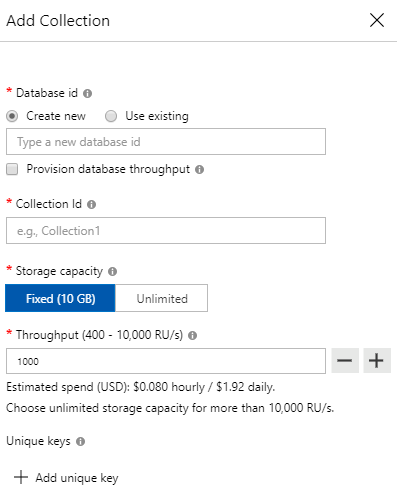 Add Collection
* Database id
Create new Use existing
Type a new database id
Provision database throughput
* Collection Id
e.g., Collection1
* Storage capacity
Fixed (10 GB) Unlimited
* Throughput (400 - 10,000 RU/s)
1000
Estimated spend (USD): $0.080 hourly / $1.92 daily.
Choose unlimited storage capacity for more than 10,000 RU/s.
Unique keys
Add unique key